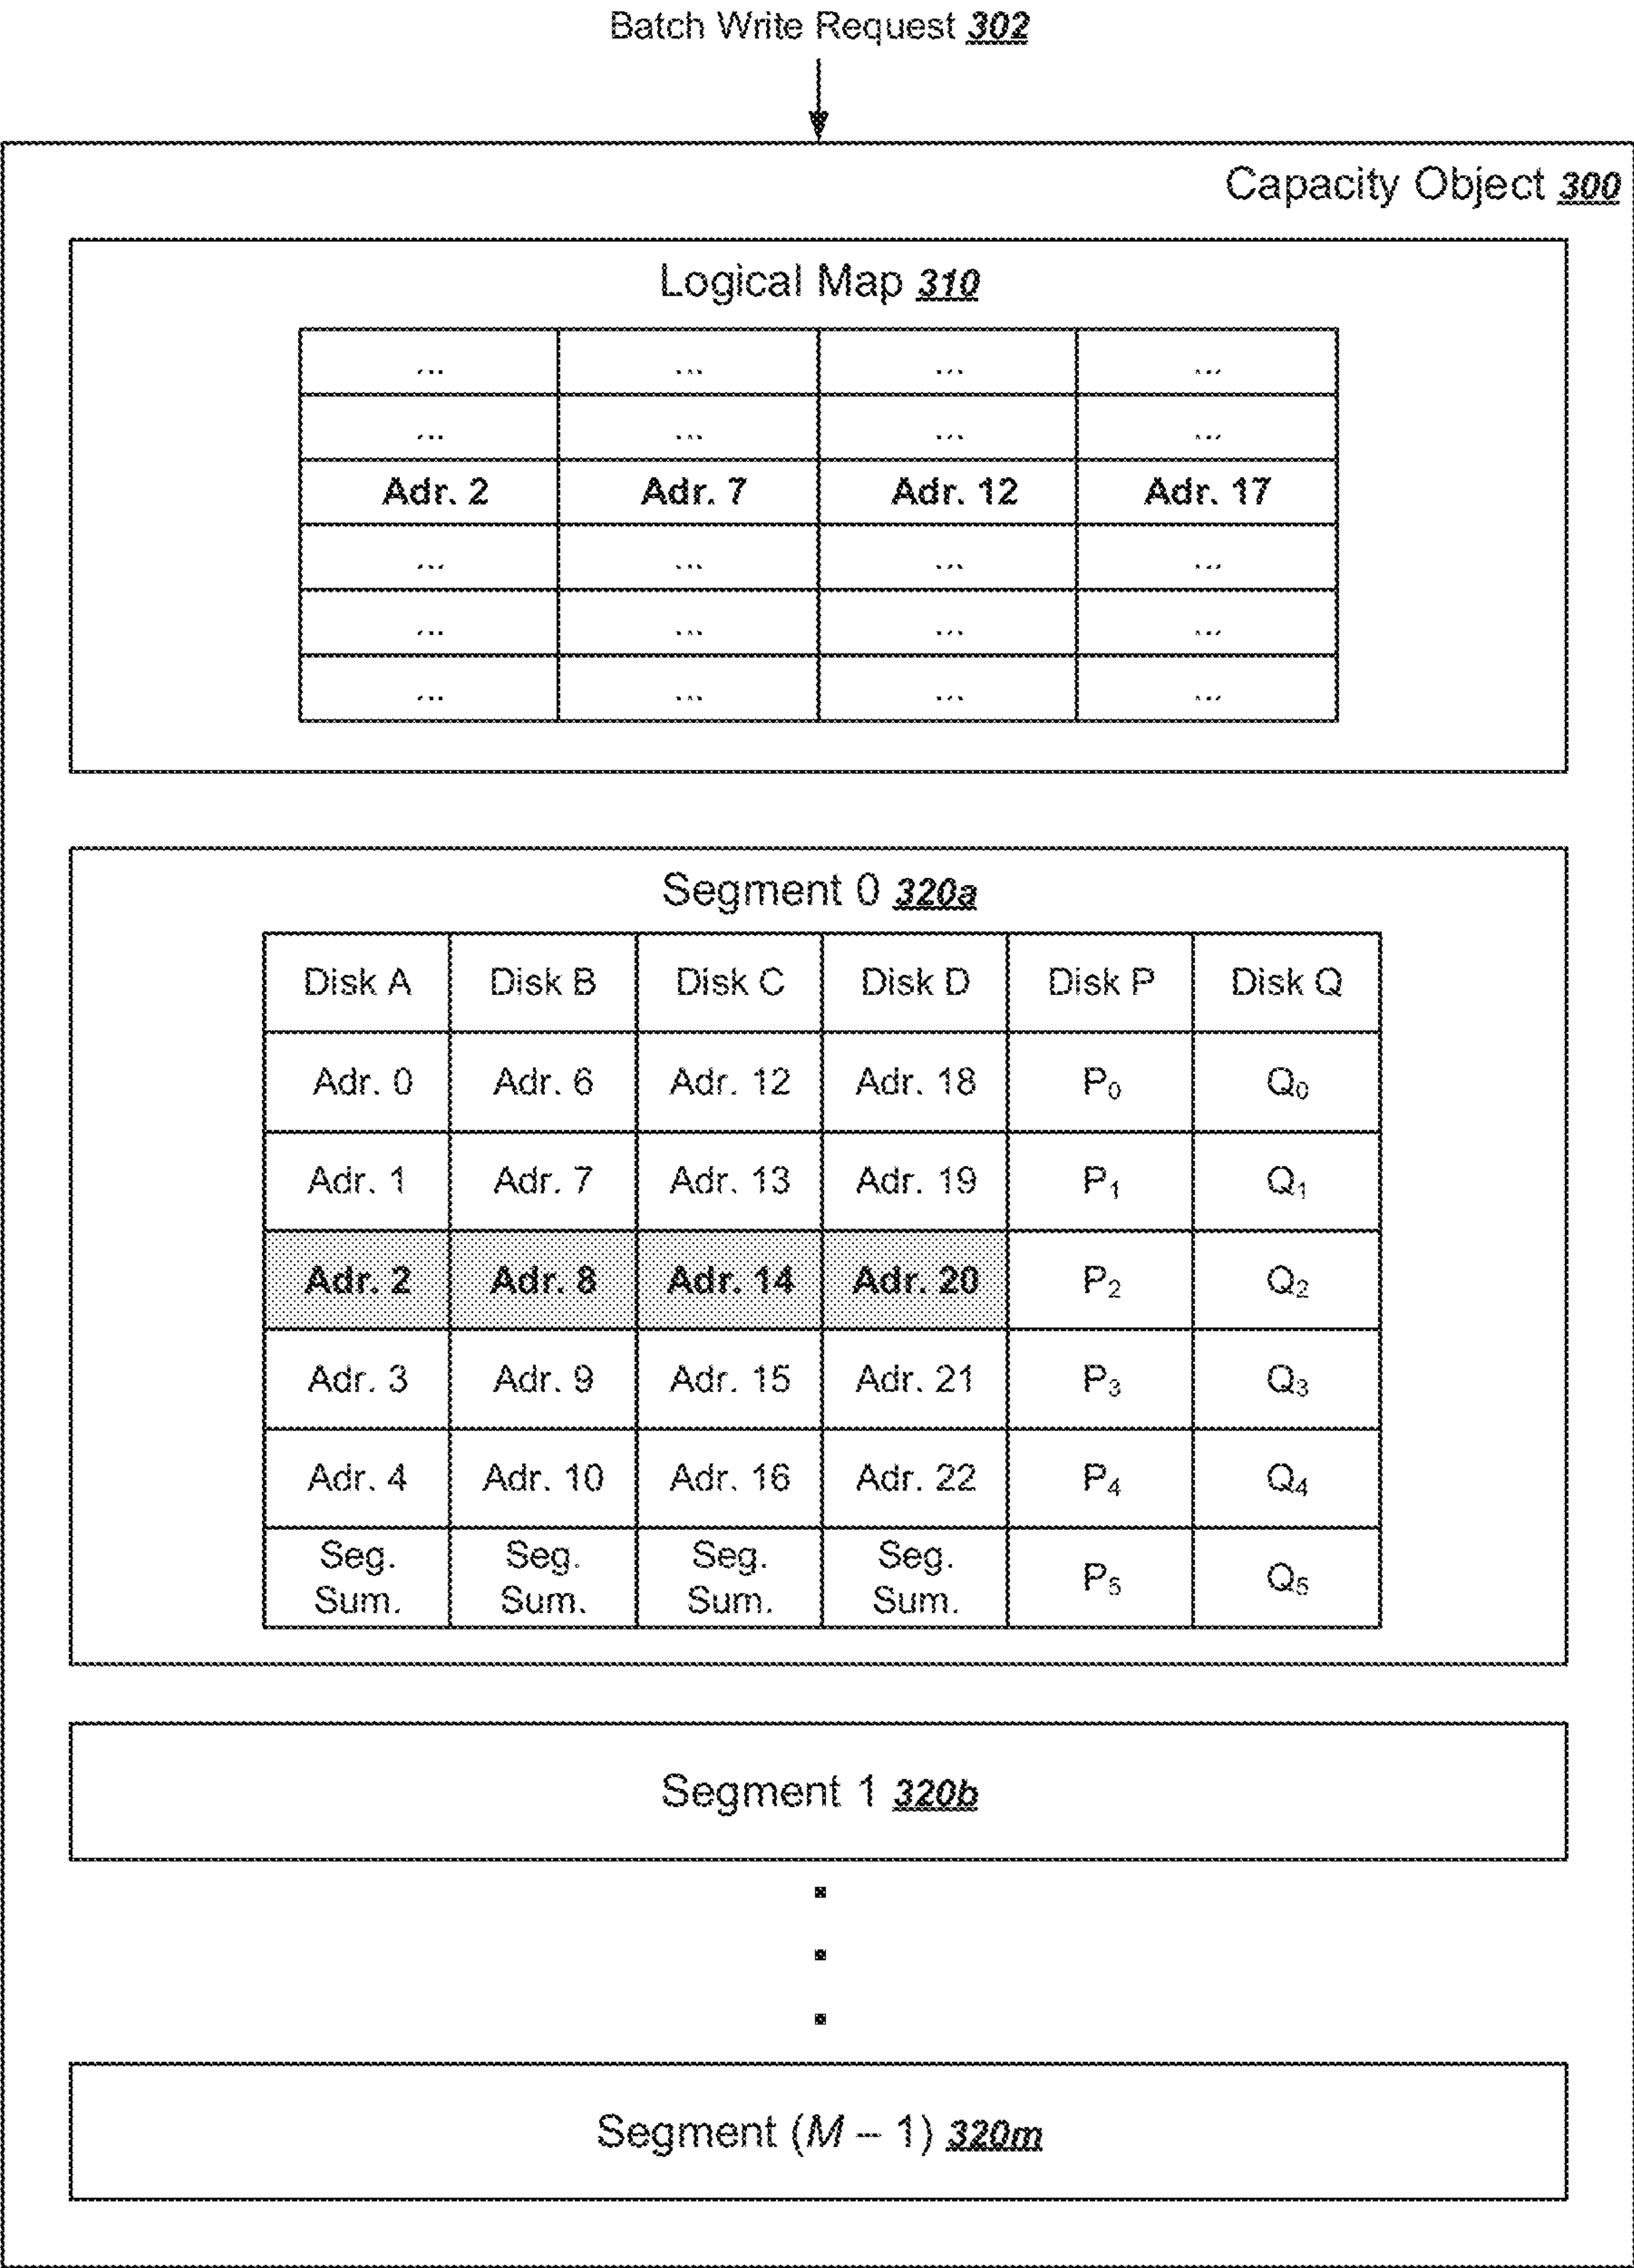 Batch Write Request 302
Capacity Object 300
Logical Map 310
... ... ... ...
... ... ... ...
Adr. 2 Adr. 7 Adr. 12 Adr. 17
... ... ... ...
... ... ... ...
... ... ... ...
Segment 0 320a
Disk A Disk B Disk C Disk D Disk P Disk Q
Adr. 0 Adr. 6 Adr. 12 Adr. 18 P₀ Q₀
Adr. 1 Adr. 7 Adr. 13 Adr. 19 P₁ Q₁
Adr. 2 Adr. 8 Adr. 14 Adr. 20 P₂ Q₂
Adr. 3 Adr. 9 Adr. 15 Adr. 21 P₃ Q₃
Adr. 4 Adr. 10 Adr. 16 Adr. 22 P₄ Q₄
Seg. Seg. Seg. Seg. P₅ Q₅
Sum. Sum. Sum. Sum.
Segment 1 320b
Segment (M – 1) 320m